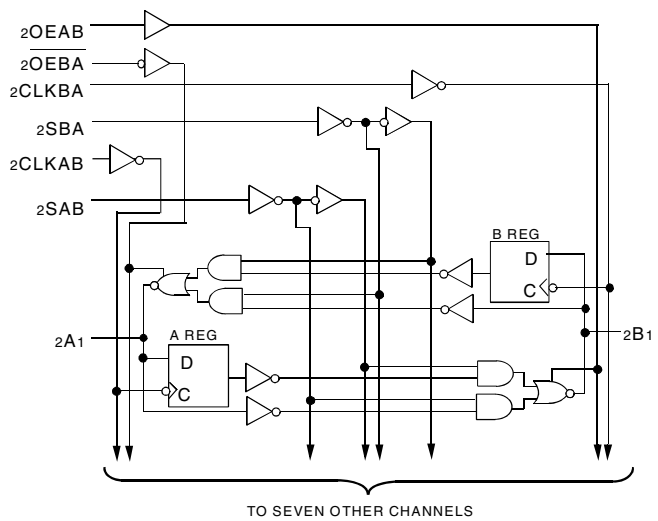 2OEAB
2OEBA
2CLKBA
2SBA
2CLKAB
2SAB
B REG
D
C
2A1
2B1
A REG
D
C
TO SEVEN OTHER CHANNELS